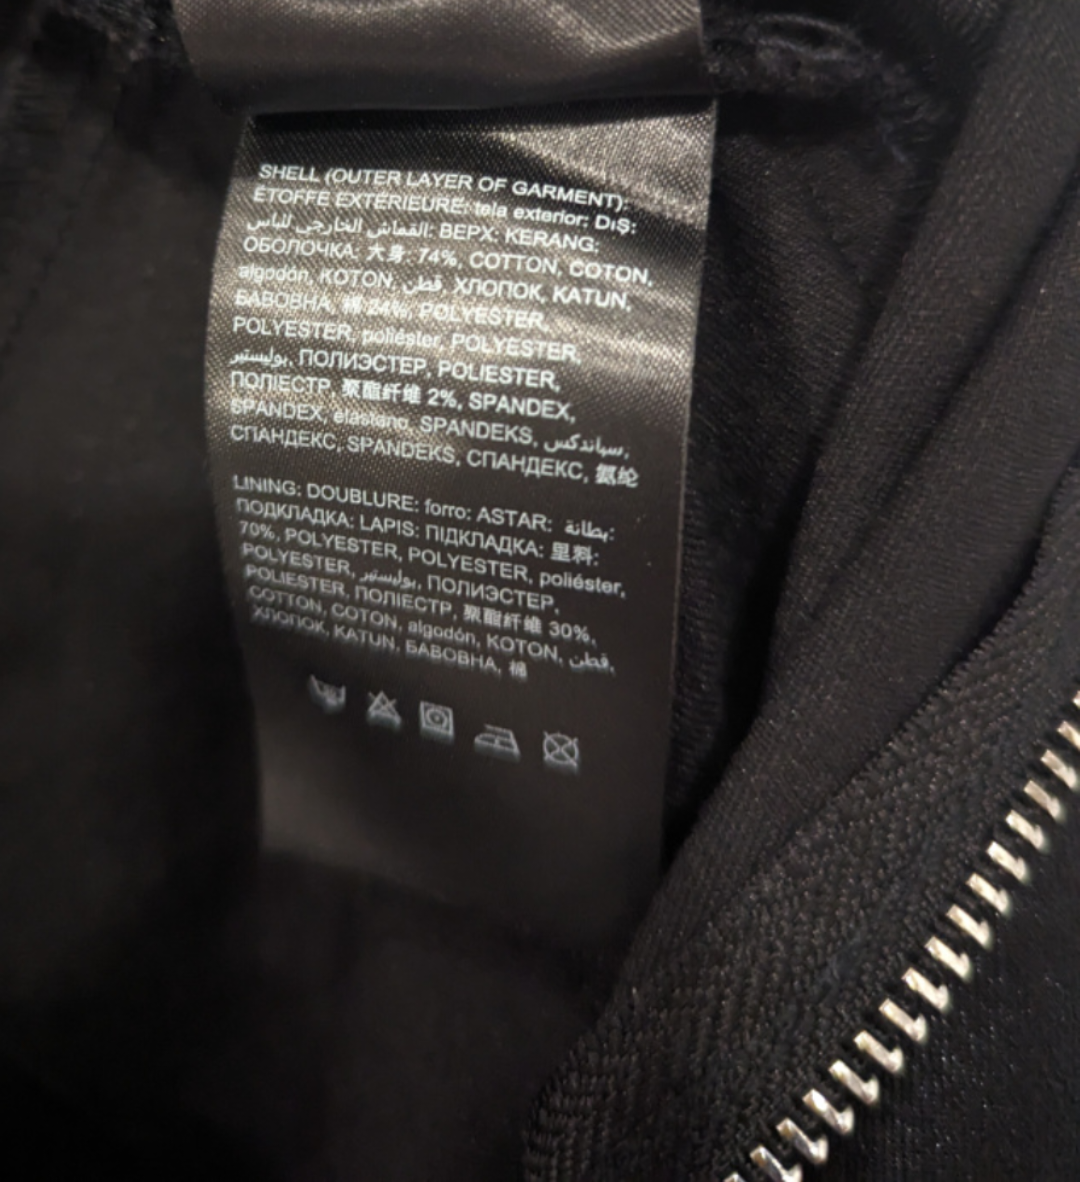 SHELL (OUTER LAYER OF GARMENT):
ÉTOFFE EXTÉRIEURE: tela exterior: DIŞ:
القماش الخارجي للباس: ВЕРХ: KERANG:
ОБОЛОЧКА: 大身: 74%, COTTON, COTON,
algodón, KOTON, قطن, ХЛОПОК, KATUN,
БАВОВНА, 棉 24%, POLYESTER,
POLYESTER, poliéster, POLYESTER,
بوليستير, ПОЛИЭСТЕР, POLIESTER,
ПОЛІЕСТР, 聚酯纤维 2%, SPANDEX,
SPANDEX, elastano, SPANDEKS, سباندكس,
СПАНДЕКС, SPANDEKS, СПАНДЕКС, 氨纶
LINING: DOUBLURE: forro: ASTAR: بطانة:
ПОДКЛАДКА: LAPIS: ПІДКЛАДКА: 里料:
70%, POLYESTER, POLYESTER, poliéster,
POLYESTER, بوليستير, ПОЛИЭСТЕР,
POLIESTER, ПОЛІЕСТР, 聚酯纤维 30%,
COTTON, COTON, algodón, KOTON, قطن,
ХЛОПОК, KATUN, БАВОВНА, 棉